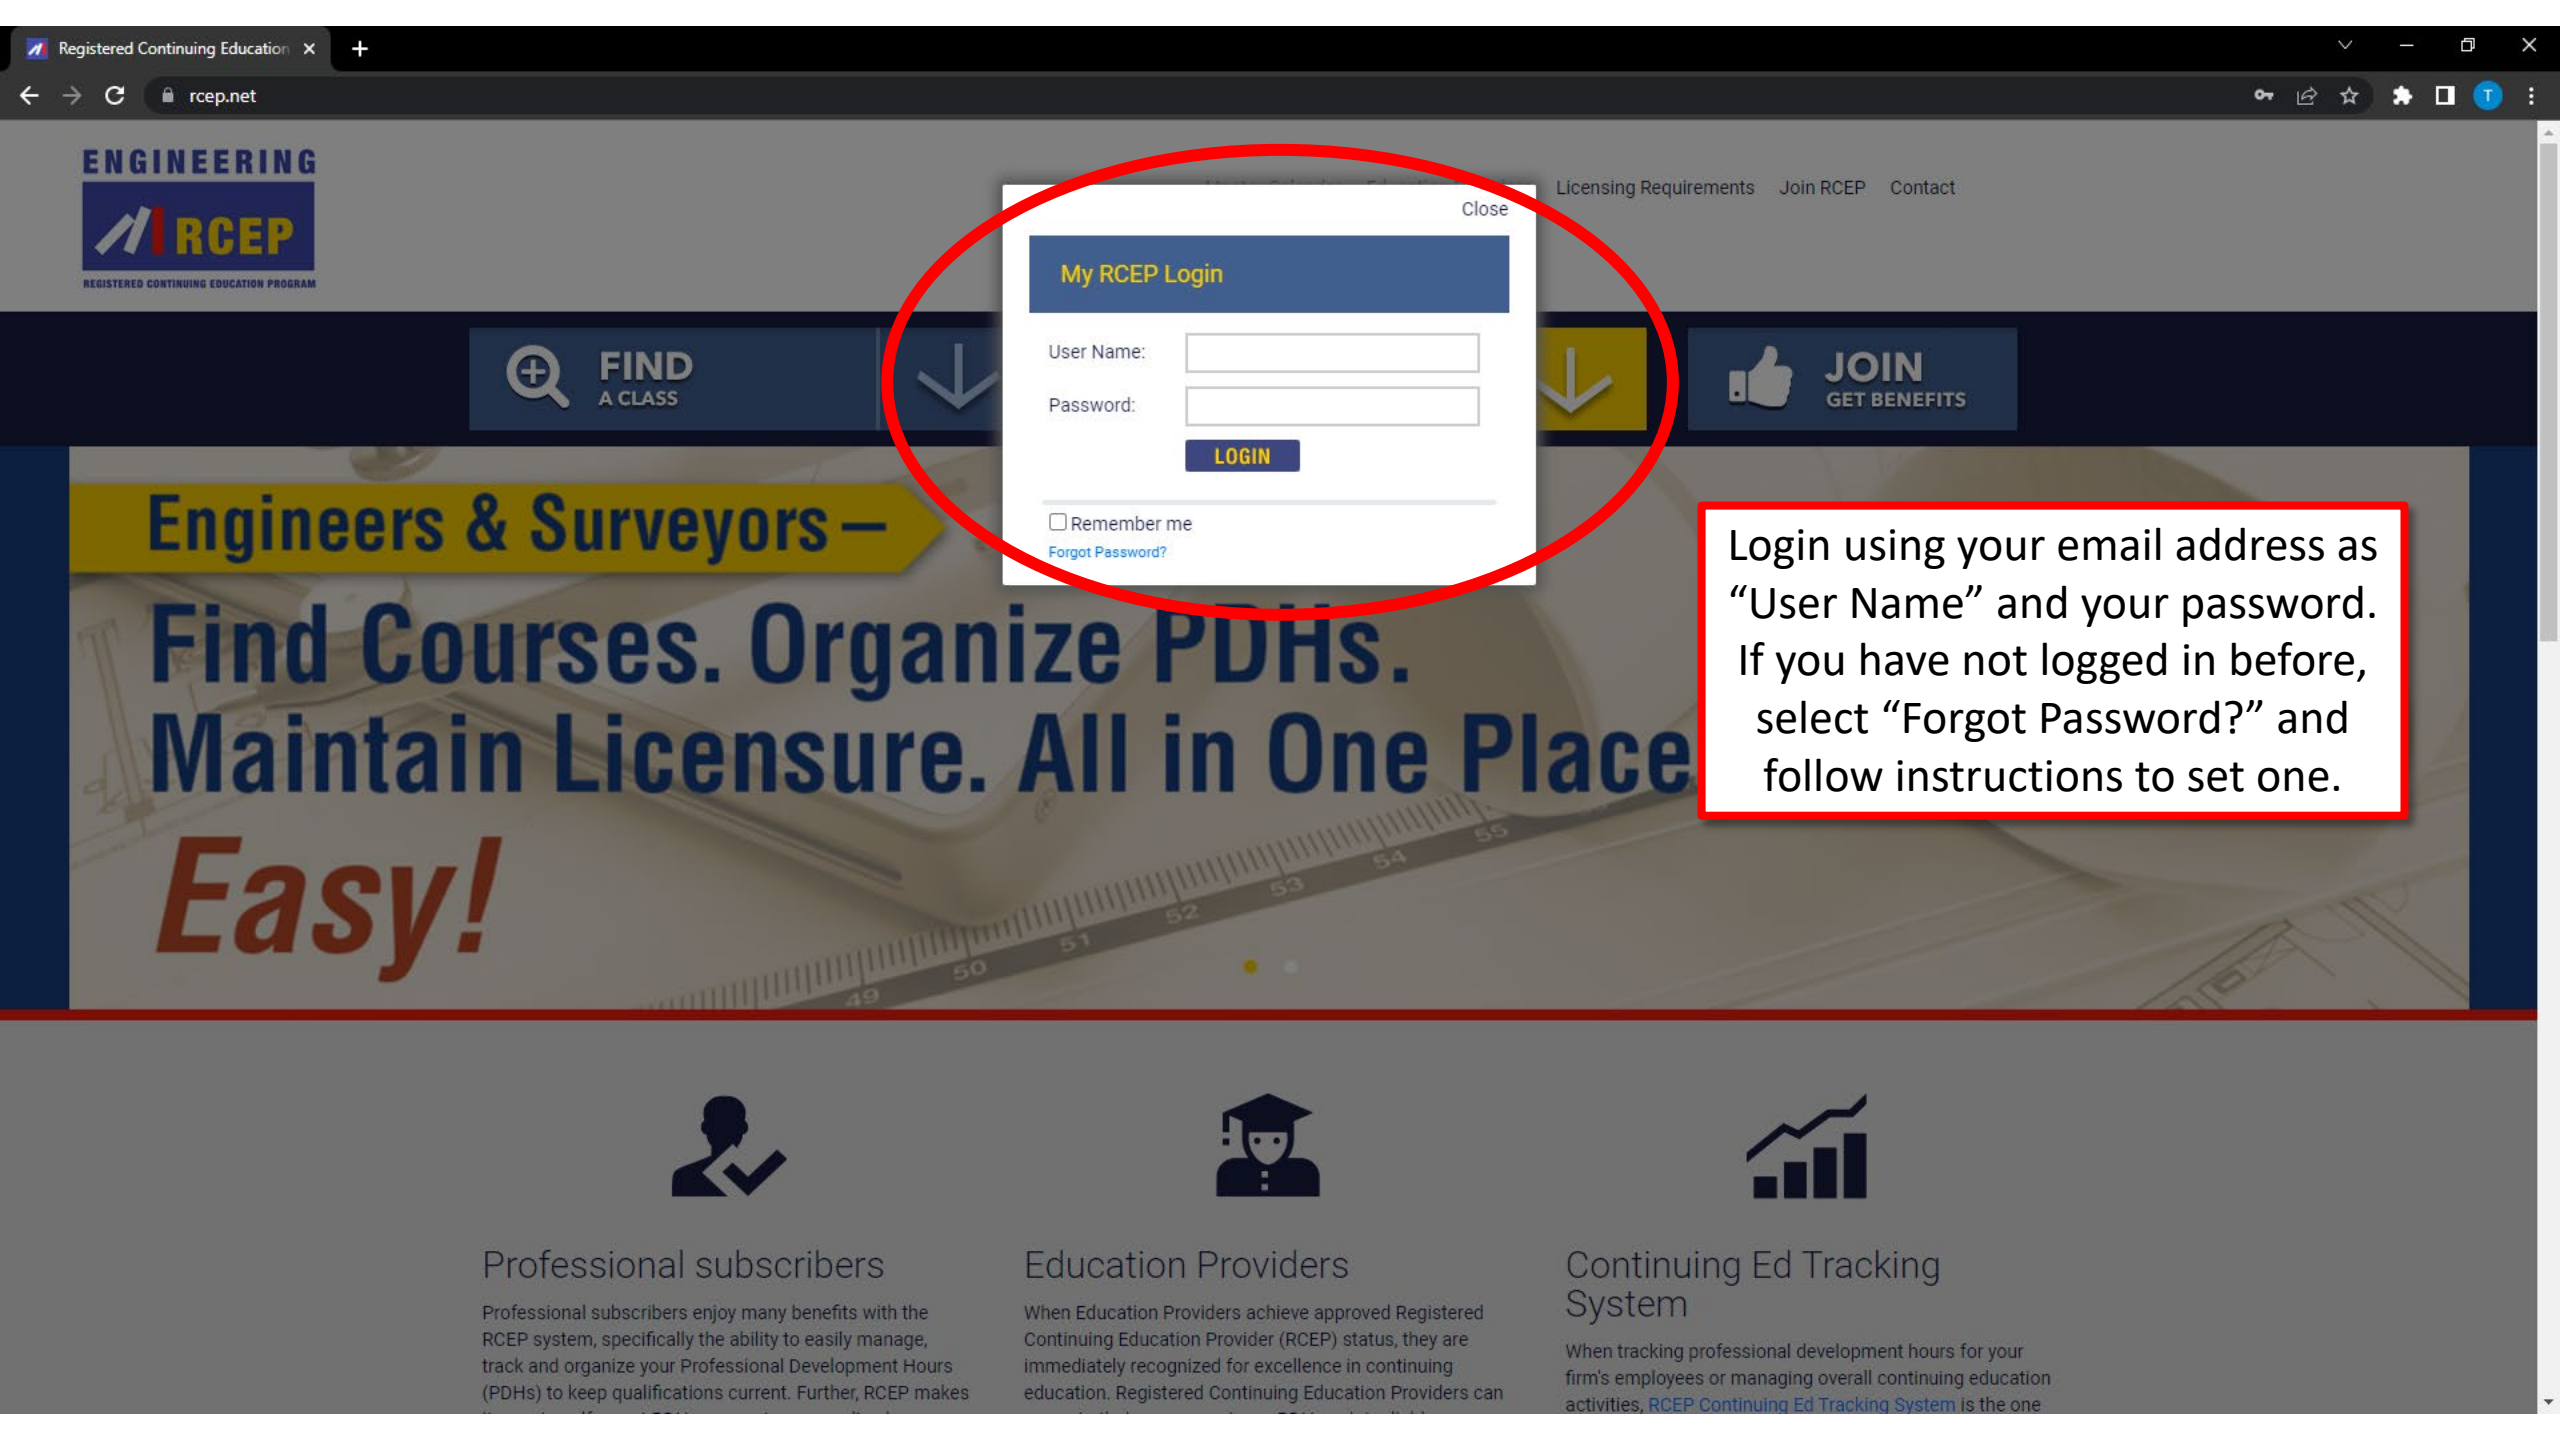 Registered Continuing Education
rcep.net
T
ENGINEERING
RCEP
REGISTERED CONTINUING EDUCATION PROGRAM
Licensing Requirements Join RCEP Contact
Close
My RCEP Login
User Name:
Password:
LOGIN
Remember me
Forgot Password?
FIND
A CLASS
JOIN
GET BENEFITS
Engineers & Surveyors –
Find Courses. Organize PDHs.
Maintain Licensure. All in One Place
Easy!
49 50 51 52 53 54 55
Login using your email address as
“User Name” and your password.
If you have not logged in before,
select “Forgot Password?” and
follow instructions to set one.
Professional subscribers
Professional subscribers enjoy many benefits with the
RCEP system, specifically the ability to easily manage,
track and organize your Professional Development Hours
(PDHs) to keep qualifications current. Further, RCEP makes
Education Providers
When Education Providers achieve approved Registered
Continuing Education Provider (RCEP) status, they are
immediately recognized for excellence in continuing
education. Registered Continuing Education Providers can
Continuing Ed Tracking
System
When tracking professional development hours for your
firm's employees or managing overall continuing education
activities, RCEP Continuing Ed Tracking System is the one